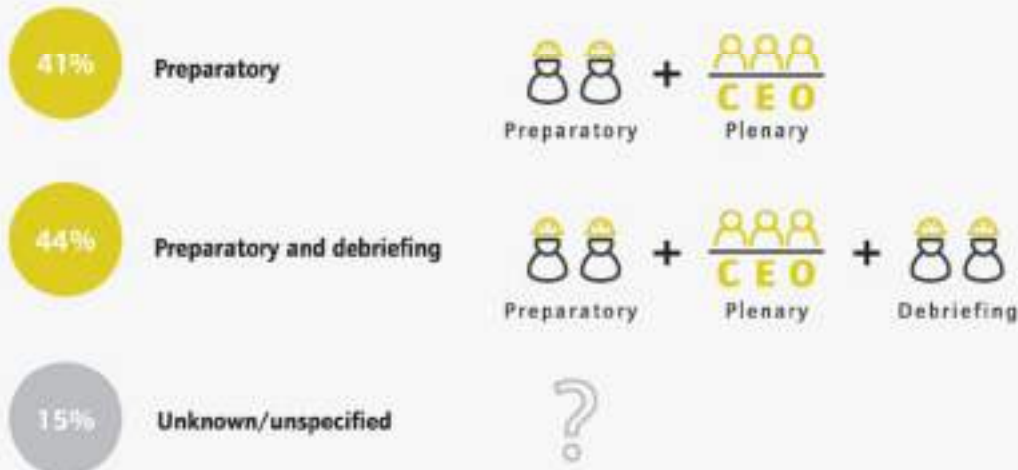 41% Preparatory
+ CEO
Preparatory Plenary
44% Preparatory and debriefing
+ CEO +
Preparatory Plenary Debriefing
15% Unknown/unspecified ?